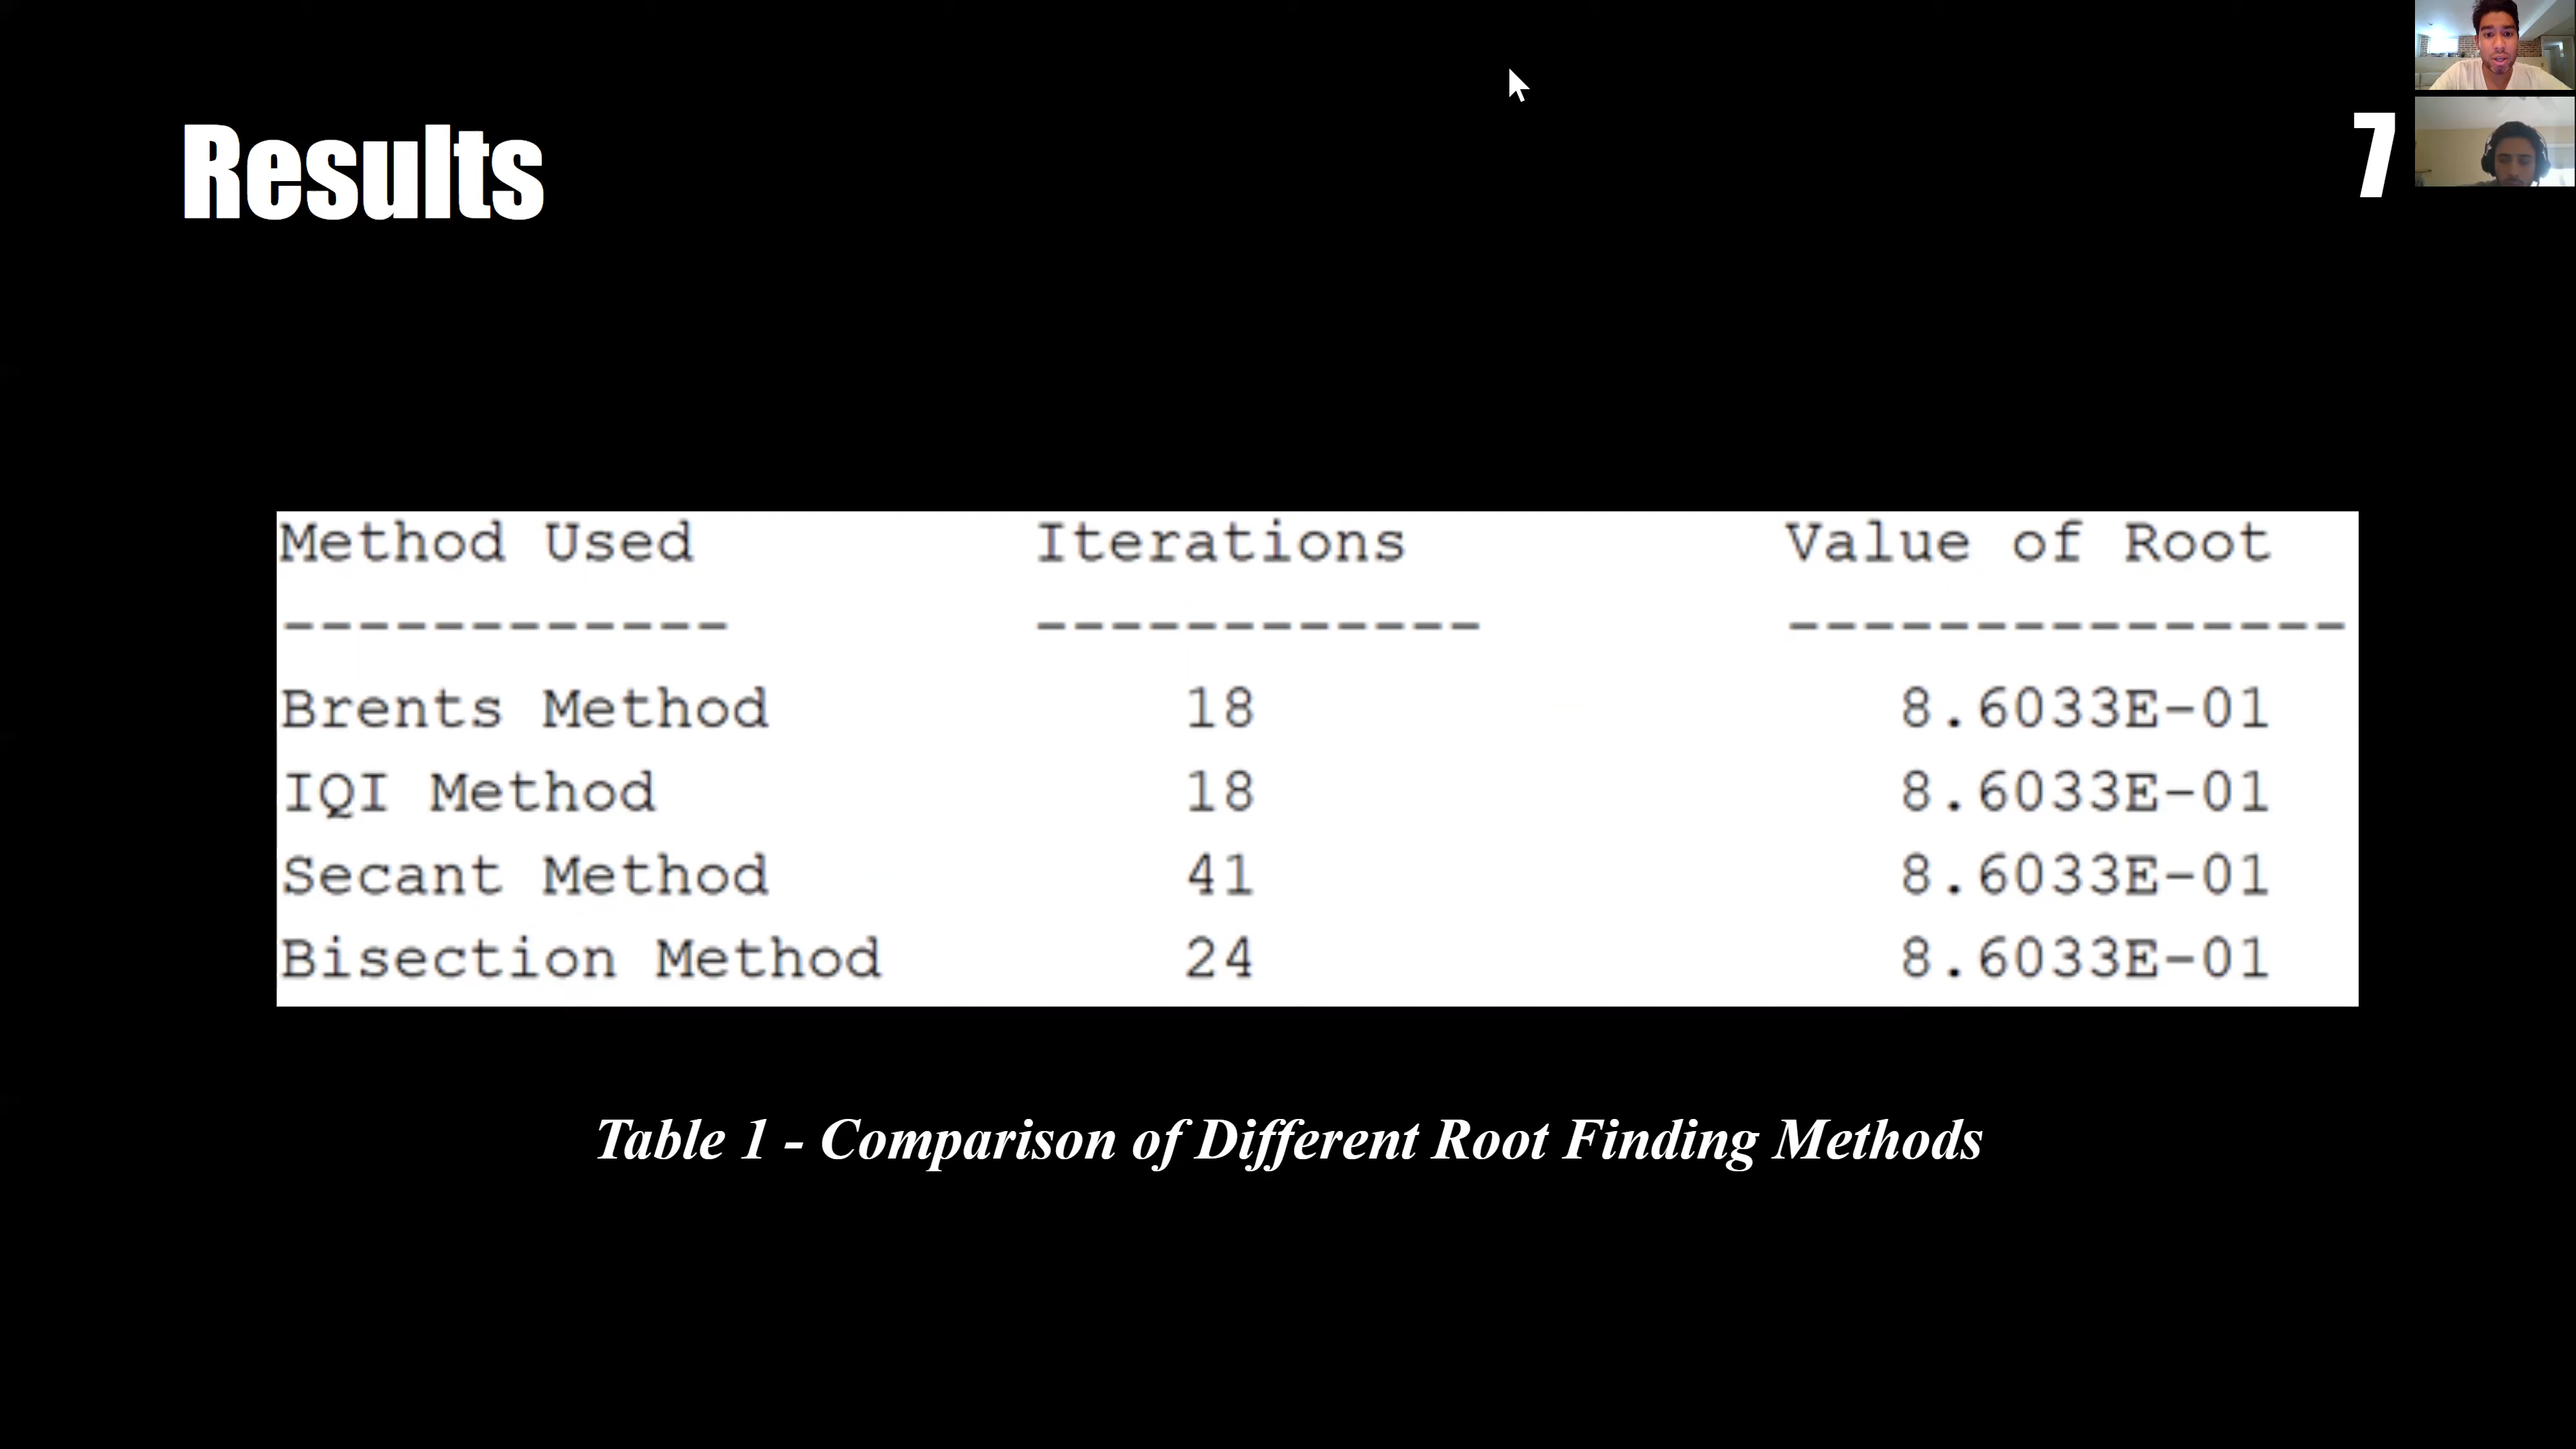 Results
7
Method Used Iterations Value of Root
------------ ------------ ---------------
Brents Method 18 8.6033E-01
IQI Method 18 8.6033E-01
Secant Method 41 8.6033E-01
Bisection Method 24 8.6033E-01
Table 1 - Comparison of Different Root Finding Methods